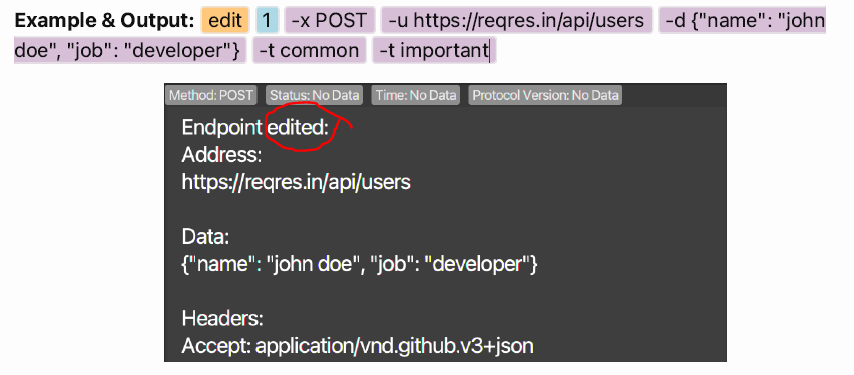 Example & Output: edit 1 -x POST -u https://reqres.in/api/users -d {"name": "john
doe", "job": "developer"} -t common -t important
Method: POST Status: No Data Time: No Data Protocol Version: No Data
Endpoint edited:
Address:
https://reqres.in/api/users
Data:
{"name": "john doe", "job": "developer"}
Headers:
Accept: application/vnd.github.v3+json